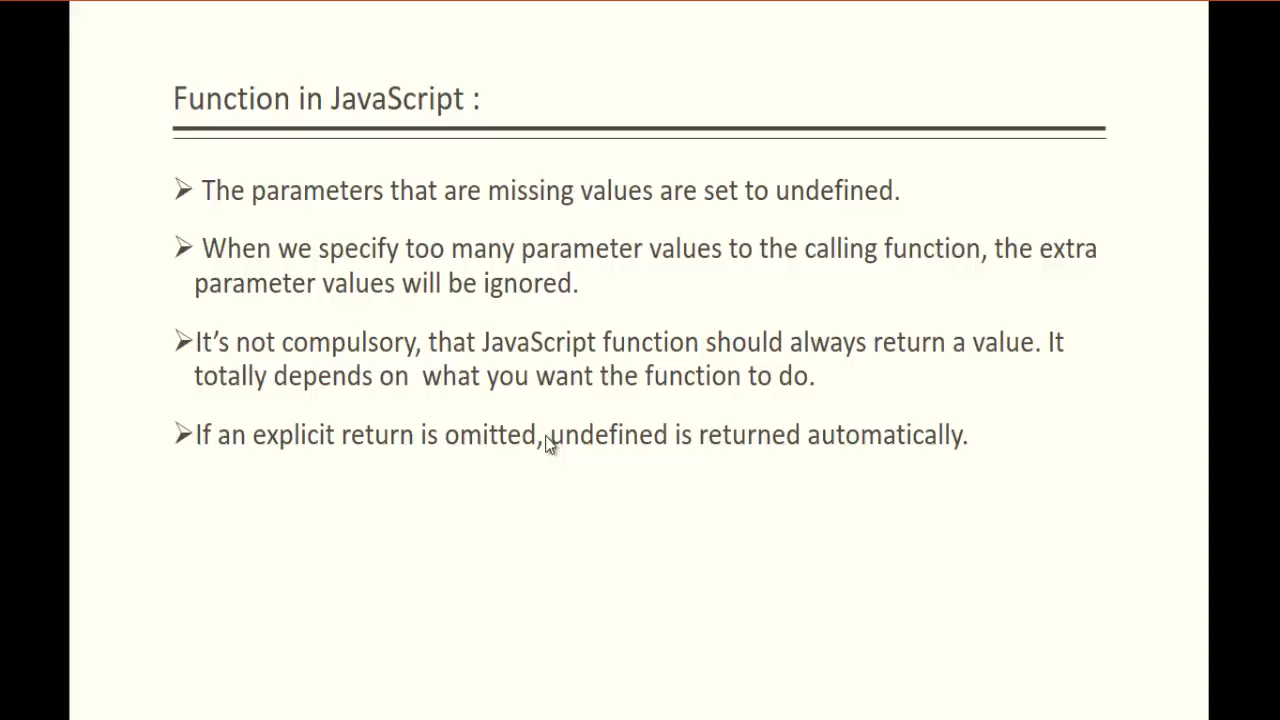 Function in JavaScript :
➢ The parameters that are missing values are set to undefined.
➢ When we specify too many parameter values to the calling function, the extra
parameter values will be ignored.
➢It’s not compulsory, that JavaScript function should always return a value. It
totally depends on  what you want the function to do.
➢If an explicit return is omitted, undefined is returned automatically.